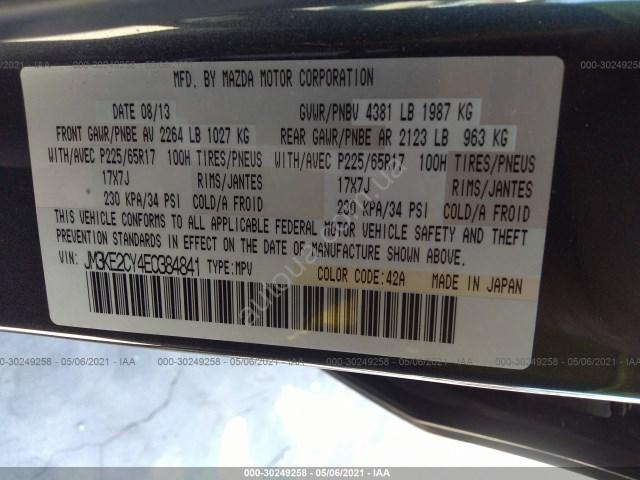 000-30249258 - 05/06/2021 - IAA
MFD. BY MAZDA MOTOR CORPORATION
DATE 08/13 GVWR/PNBV 4381 LB 1987 KG
FRONT GAWR/PNBE AV 2264 LB 1027 KG REAR GAWR/PNBE AR 2123 LB 963 KG
WITH/AVEC P225/65R17 100H TIRES/PNEUS WITH/AVEC P225/65R17 100H TIRES/PNEUS
17X7J RIMS/JANTES 17X7J RIMS/JANTES
230 KPA/34 PSI COLD/A FROID 230 KPA/34 PSI COLD/A FROID
THIS VEHICLE CONFORMS TO ALL APPLICABLE FEDERAL MOTOR VEHICLE SAFETY AND THEFT
PREVENTION STANDARDS IN EFFECT ON THE DATE OF MANUFACTURE SHOWN ABOVE.
VIN: JM3KE2CY4E0384841 TYPE:MPV COLOR CODE:42A MADE IN JAPAN
000-30249258 - 05/06/2021 - IAA
000-30249258 - 05/06/2021 - IAA